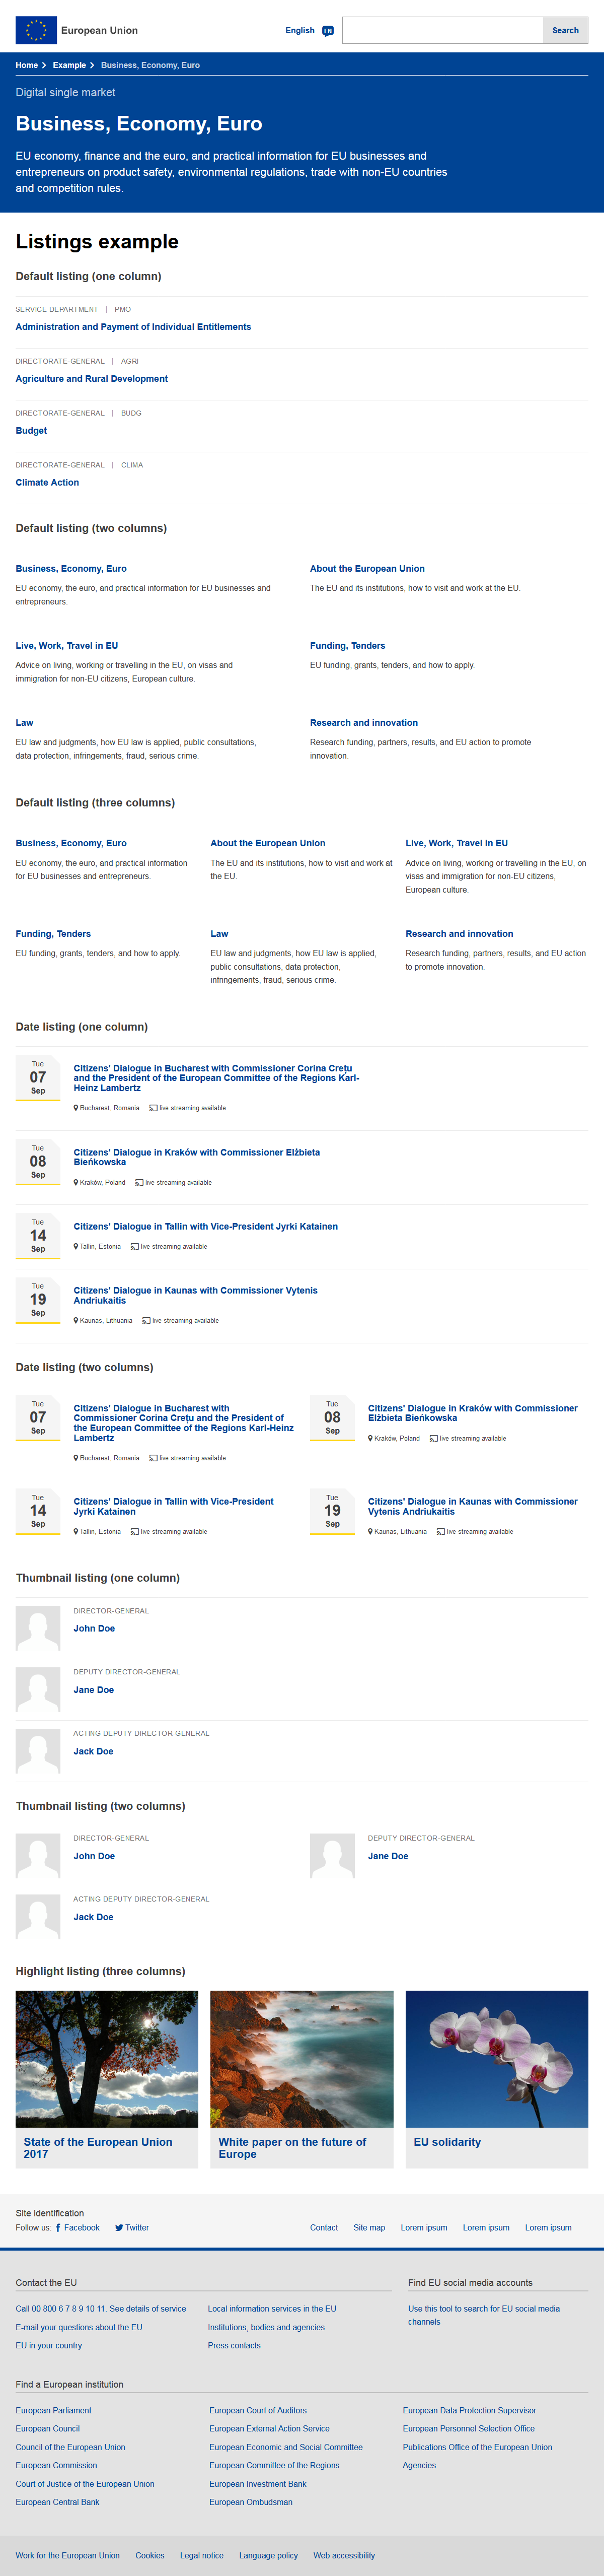 European Union
English EN Search
Home Example Business, Economy, Euro
Digital single market
Business, Economy, Euro
EU economy, finance and the euro, and practical information for EU businesses and
entrepreneurs on product safety, environmental regulations, trade with non-EU countries
and competition rules.
Listings example
Default listing (one column)
SERVICE DEPARTMENT | PMO
Administration and Payment of Individual Entitlements
DIRECTORATE-GENERAL | AGRI
Agriculture and Rural Development
DIRECTORATE-GENERAL | BUDG
Budget
DIRECTORATE-GENERAL | CLIMA
Climate Action
Default listing (two columns)
Business, Economy, Euro
EU economy, the euro, and practical information for EU businesses and
entrepreneurs.
About the European Union
The EU and its institutions, how to visit and work at the EU.
Live, Work, Travel in EU
Advice on living, working or travelling in the EU, on visas and
immigration for non-EU citizens, European culture.
Funding, Tenders
EU funding, grants, tenders, and how to apply.
Law
EU law and judgments, how EU law is applied, public consultations,
data protection, infringements, fraud, serious crime.
Research and innovation
Research funding, partners, results, and EU action to promote
innovation.
Default listing (three columns)
Business, Economy, Euro
EU economy, the euro, and practical information
for EU businesses and entrepreneurs.
About the European Union
The EU and its institutions, how to visit and work at
the EU.
Live, Work, Travel in EU
Advice on living, working or travelling in the EU, on
visas and immigration for non-EU citizens,
European culture.
Funding, Tenders
EU funding, grants, tenders, and how to apply.
Law
EU law and judgments, how EU law is applied,
public consultations, data protection,
infringements, fraud, serious crime.
Research and innovation
Research funding, partners, results, and EU action
to promote innovation.
Date listing (one column)
Tue
07
Sep
Citizens' Dialogue in Bucharest with Commissioner Corina Crețu
and the President of the European Committee of the Regions Karl-
Heinz Lambertz
Bucharest, Romania live streaming available
Tue
08
Sep
Citizens' Dialogue in Kraków with Commissioner Elżbieta
Bieńkowska
Kraków, Poland live streaming available
Tue
14
Sep
Citizens' Dialogue in Tallin with Vice-President Jyrki Katainen
Tallin, Estonia live streaming available
Tue
19
Sep
Citizens' Dialogue in Kaunas with Commissioner Vytenis
Andriukaitis
Kaunas, Lithuania live streaming available
Date listing (two columns)
Tue
07
Sep
Citizens' Dialogue in Bucharest with
Commissioner Corina Crețu and the President of
the European Committee of the Regions Karl-Heinz
Lambertz
Bucharest, Romania live streaming available
Tue
08
Sep
Citizens' Dialogue in Kraków with Commissioner
Elżbieta Bieńkowska
Kraków, Poland live streaming available
Tue
14
Sep
Citizens' Dialogue in Tallin with Vice-President
Jyrki Katainen
Tallin, Estonia live streaming available
Tue
19
Sep
Citizens' Dialogue in Kaunas with Commissioner
Vytenis Andriukaitis
Kaunas, Lithuania live streaming available
Thumbnail listing (one column)
DIRECTOR-GENERAL
John Doe
DEPUTY DIRECTOR-GENERAL
Jane Doe
ACTING DEPUTY DIRECTOR-GENERAL
Jack Doe
Thumbnail listing (two columns)
DIRECTOR-GENERAL
John Doe
DEPUTY DIRECTOR-GENERAL
Jane Doe
ACTING DEPUTY DIRECTOR-GENERAL
Jack Doe
Highlight listing (three columns)
State of the European Union
2017
White paper on the future of
Europe
EU solidarity
Site identification
Follow us: Facebook Twitter
Contact Site map Lorem ipsum Lorem ipsum Lorem ipsum
Contact the EU
Call 00 800 6 7 8 9 10 11. See details of service
E-mail your questions about the EU
EU in your country
Local information services in the EU
Institutions, bodies and agencies
Press contacts
Find EU social media accounts
Use this tool to search for EU social media
channels
Find a European institution
European Parliament
European Council
Council of the European Union
European Commission
Court of Justice of the European Union
European Central Bank
European Court of Auditors
European External Action Service
European Economic and Social Committee
European Committee of the Regions
European Investment Bank
European Ombudsman
European Data Protection Supervisor
European Personnel Selection Office
Publications Office of the European Union
Agencies
Work for the European Union Cookies Legal notice Language policy Web accessibility